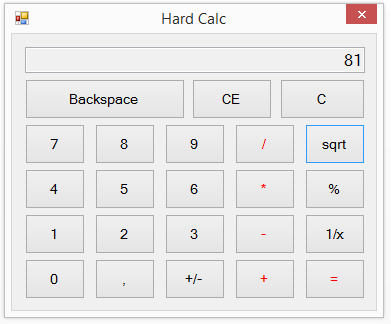 Hard Calc
81
Backspace CE C
7 8 9 / sqrt
4 5 6 * %
1 2 3 - 1/x
0 , +/- + =